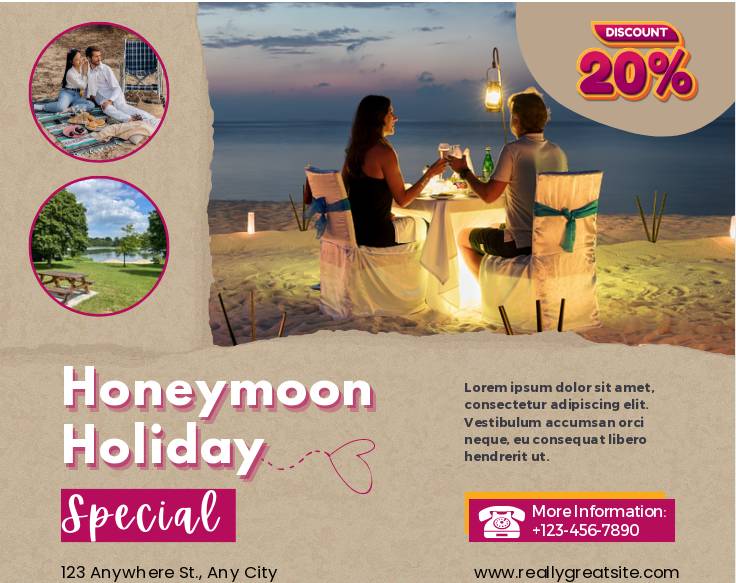 DISCOUNT
20%
Honeymoon
Holiday
Special
Lorem ipsum dolor sit amet,
consectetur adipiscing elit.
Vestibulum accumsan orci
neque, eu consequat libero
hendrerit ut.
More Information:
+123-456-7890
123 Anywhere St., Any City
www.reallygreatsite.com